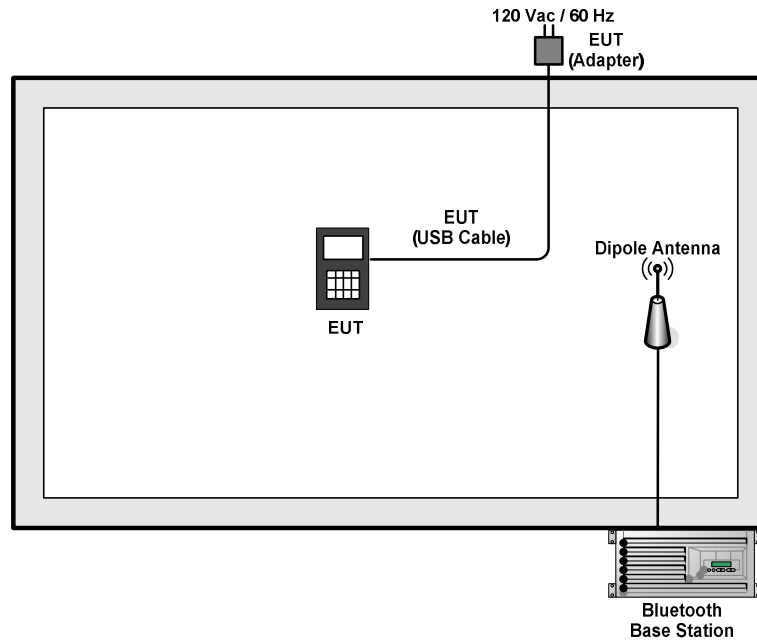 120 Vac / 60 Hz
EUT
(Adapter)
EUT
(USB Cable)
Dipole Antenna
EUT
Bluetooth
Base Station